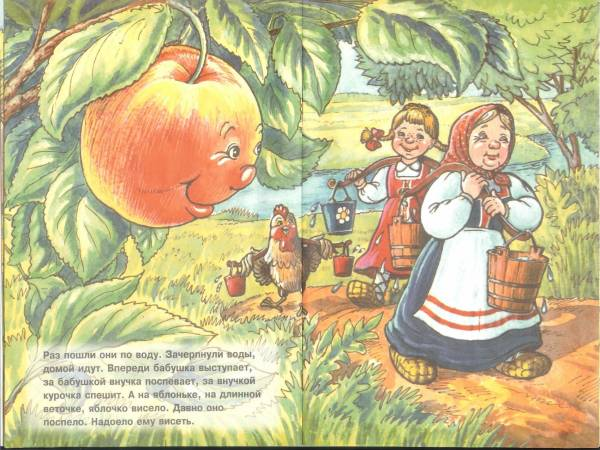 Раз пошли они по воду. Зачерпнули воды,
домой идут. Впереди бабушка выступает,
за бабушкой внучка поспевает, за внучкой
курочка спешит. А на яблоньке, на длинной
веточке, яблочко висело. Давно оно
поспело. Надоело ему висеть.